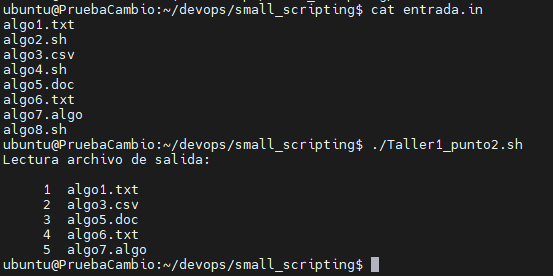 ubuntu@PruebaCambio:~/devops/small_scripting$ cat entrada.in
algo1.txt
algo2.sh
algo3.csv
algo4.sh
algo5.doc
algo6.txt
algo7.algo
algo8.sh
ubuntu@PruebaCambio:~/devops/small_scripting$ ./Taller1_punto2.sh
Lectura archivo de salida:
1 algo1.txt
2 algo3.csv
3 algo5.doc
4 algo6.txt
5 algo7.algo
ubuntu@PruebaCambio:~/devops/small_scripting$